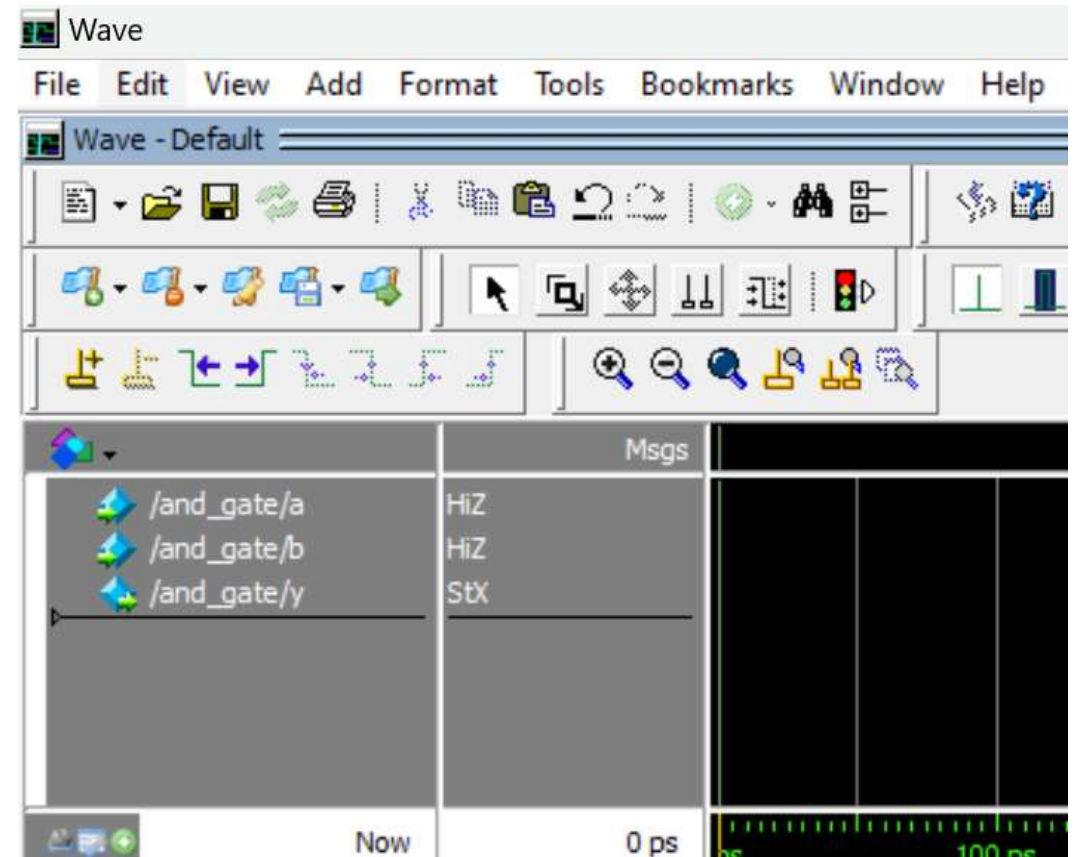 Wave
File Edit View Add Format Tools Bookmarks Window Help
Wave - Default
Msgs
/and_gate/a HiZ
/and_gate/b HiZ
/and_gate/y StX
Now 0 ps ps 100 ps